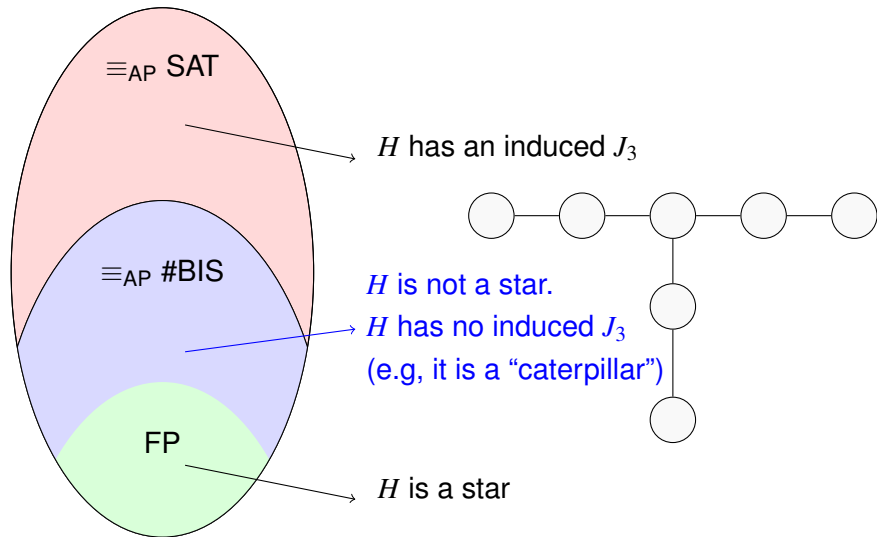 ≡AP SAT
H has an induced J3
≡AP #BIS
H is not a star.
H has no induced J3
(e.g, it is a “caterpillar”)
FP
H is a star